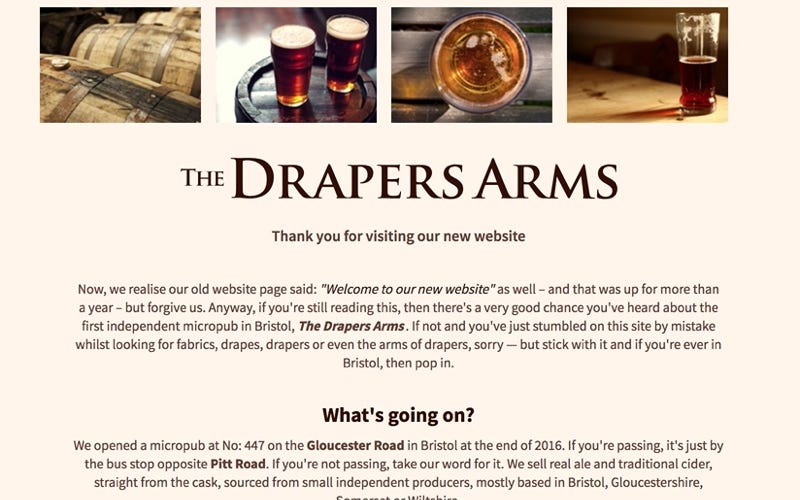 THE DRAPERS ARMS
Thank you for visiting our new website
Now, we realise our old website page said: "Welcome to our new website" as well – and that was up for more than
a year – but forgive us. Anyway, if you're still reading this, then there's a very good chance you've heard about the
first independent micropub in Bristol, The Drapers Arms. If not and you've just stumbled on this site by mistake
whilst looking for fabrics, drapes, drapers or even the arms of drapers, sorry — but stick with it and if you're ever in
Bristol, then pop in.
What's going on?
We opened a micropub at No: 447 on the Gloucester Road in Bristol at the end of 2016. If you're passing, it's just by
the bus stop opposite Pitt Road. If you're not passing, take our word for it. We sell real ale and traditional cider,
straight from the cask, sourced from small independent producers, mostly based in Bristol, Gloucestershire,
Somerset or Wiltshire